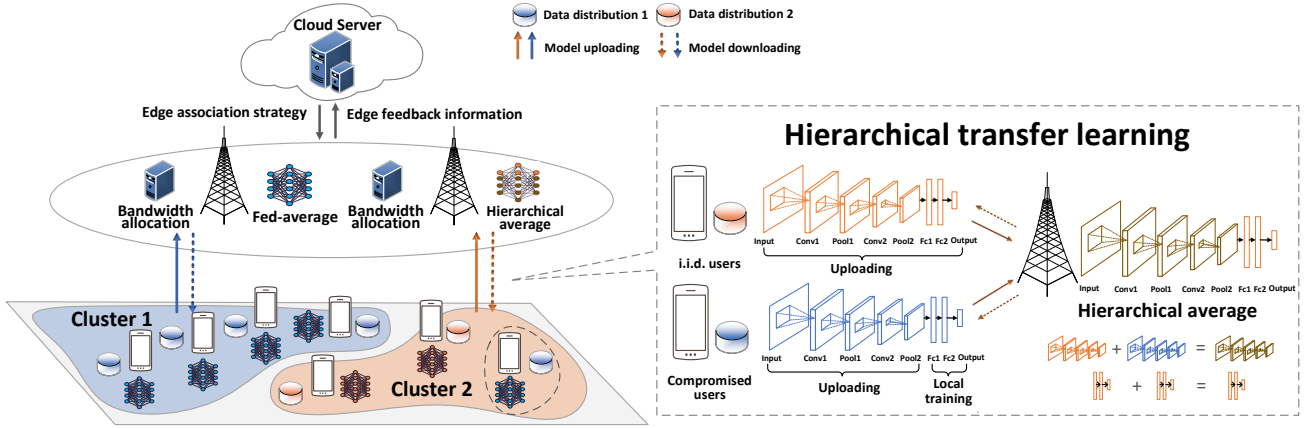 Cloud Server
Data distribution 1
Data distribution 2
Model uploading
Model downloading
Edge association strategy
Edge feedback information
Bandwidth
allocation
Fed-average
Bandwidth
allocation
Hierarchical
average
Cluster 1
Cluster 2
Hierarchical transfer learning
i.i.d. users
Input Conv1 Pool1 Conv2 Pool2 Fc1 Fc2 Output
Uploading
Compromised
users
Input Conv1 Pool1 Conv2 Pool2 Fc1 Fc2 Output
Uploading
Local
training
Input Conv1 Pool1 Conv2 Pool2 Fc1 Fc2 Output
Hierarchical average
+ =
+ =